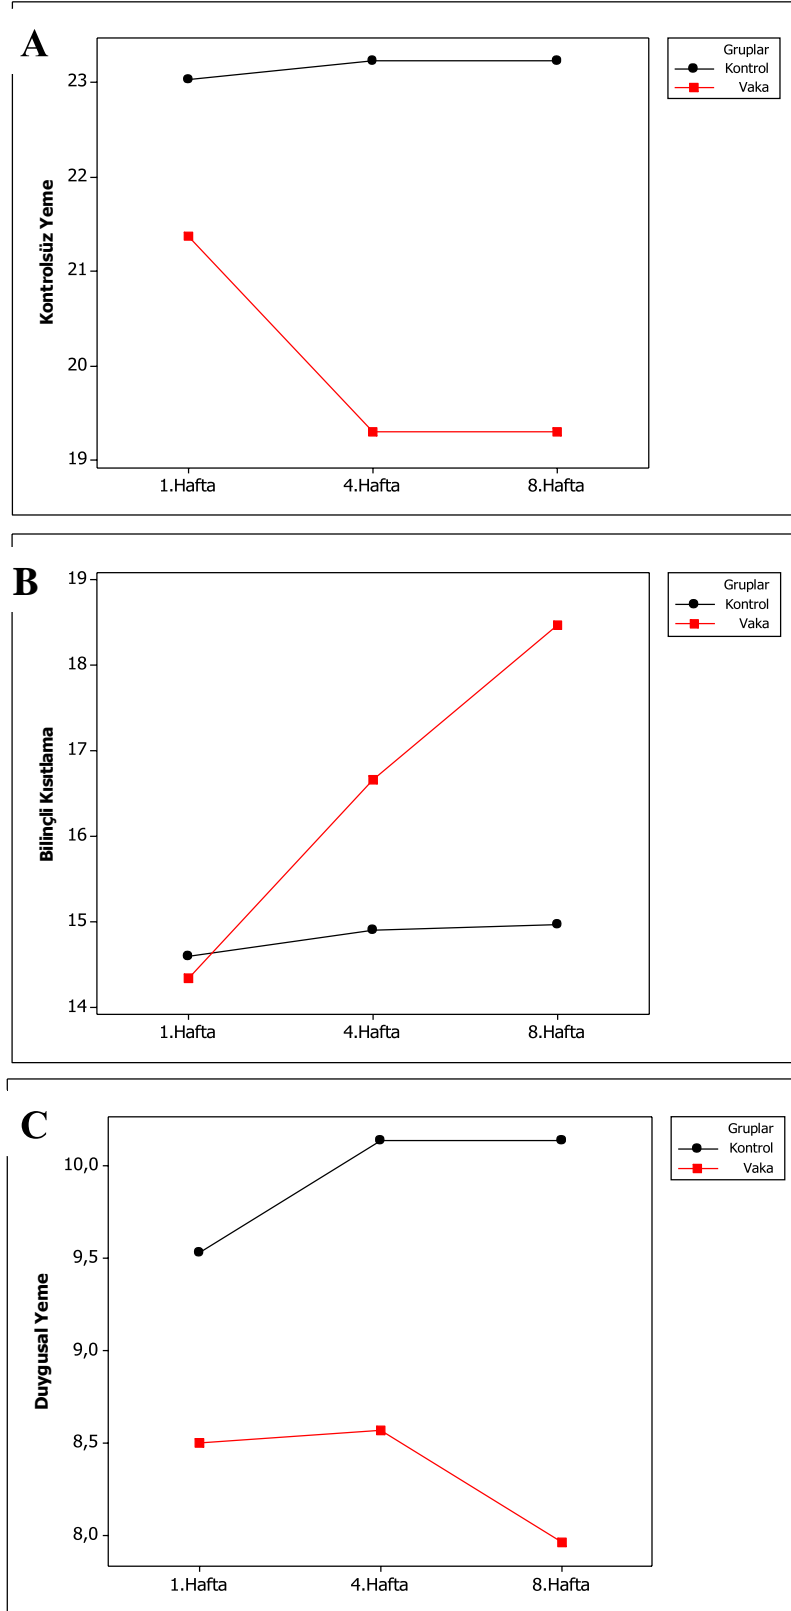 A
Gruplar
Kontrol
Vaka
Kontrolsüz Yeme
23
22
21
20
19
1.Hafta 4.Hafta 8.Hafta
B
Gruplar
Kontrol
Vaka
Bilinçli Kısıtlama
19
18
17
16
15
14
1.Hafta 4.Hafta 8.Hafta
C
Gruplar
Kontrol
Vaka
Duygusal Yeme
10,0
9,5
9,0
8,5
8,0
1.Hafta 4.Hafta 8.Hafta